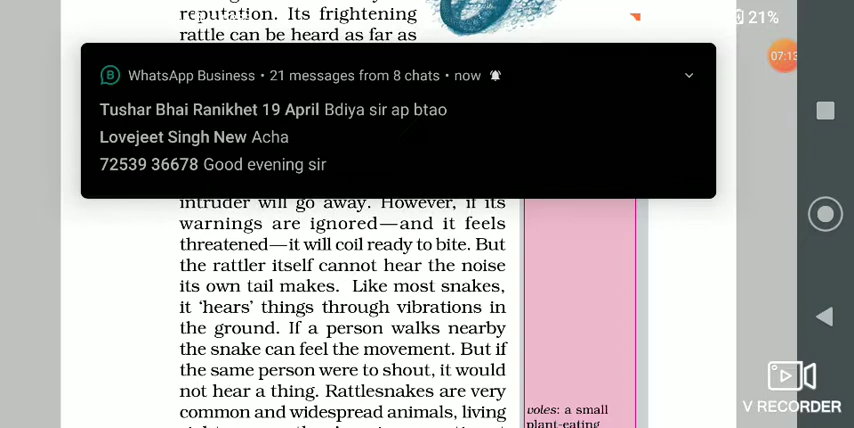 reputation. Its frightening
21%
rattle can be heard as far as
07:13
WhatsApp Business • 21 messages from 8 chats • now
Tushar Bhai Ranikhet 19 April Bdiya sir ap btao
Lovejeet Singh New Acha
72539 36678 Good evening sir
intruder will go away. However, if its
warnings are ignored—and it feels
threatened—it will coil ready to bite. But
the rattler itself cannot hear the noise
its own tail makes. Like most snakes,
it ‘hears’ things through vibrations in
the ground. If a person walks nearby
the snake can feel the movement. But if
the same person were to shout, it would
not hear a thing. Rattlesnakes are very
common and widespread animals, living
voles: a small
plant-eating
V RECORDER